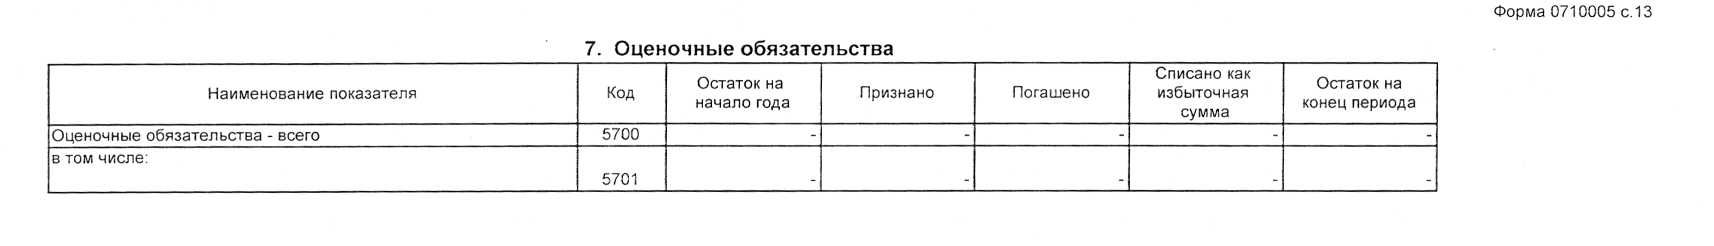 Форма 0710005 с.13
7. Оценочные обязательства
Наименование показателя Код Остаток на начало года Признано Погашено Списано как избыточная сумма Остаток на конец периода
Оценочные обязательства - всего 5700 - - - - -
в том числе:
5701 - - - - -